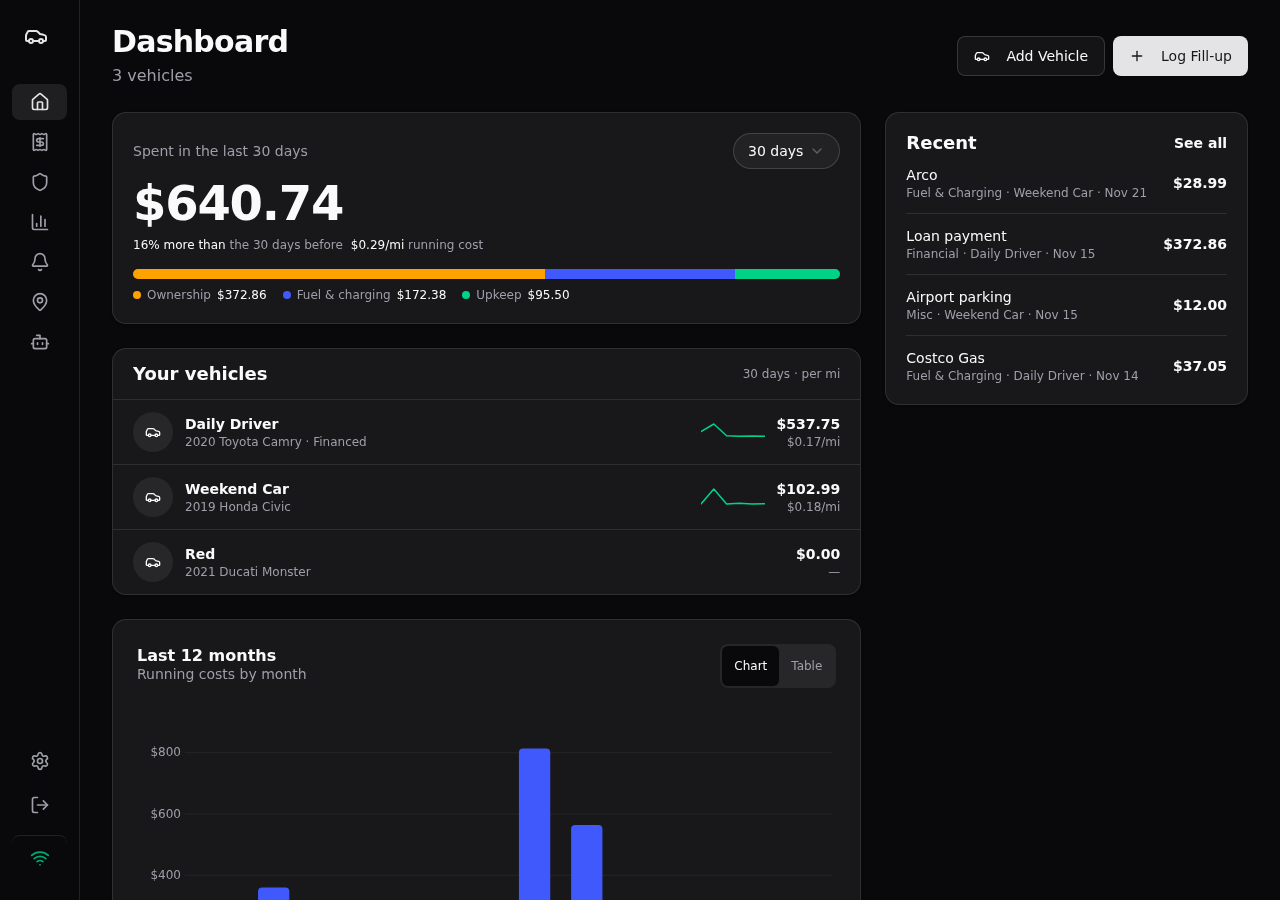 Dashboard
3 vehicles
Add Vehicle
Log Fill-up
Spent in the last 30 days
30 days
$640.74
16% more than the 30 days before $0.29/mi running cost
Ownership $372.86 Fuel & charging $172.38 Upkeep $95.50
Your vehicles
30 days · per mi
Daily Driver
2020 Toyota Camry · Financed
$537.75
$0.17/mi
Weekend Car
2019 Honda Civic
$102.99
$0.18/mi
Red
2021 Ducati Monster
$0.00
—
Last 12 months
Running costs by month
Chart
Table
$800
$600
$400
Recent
See all
Arco
Fuel & Charging · Weekend Car · Nov 21
$28.99
Loan payment
Financial · Daily Driver · Nov 15
$372.86
Airport parking
Misc · Weekend Car · Nov 15
$12.00
Costco Gas
Fuel & Charging · Daily Driver · Nov 14
$37.05